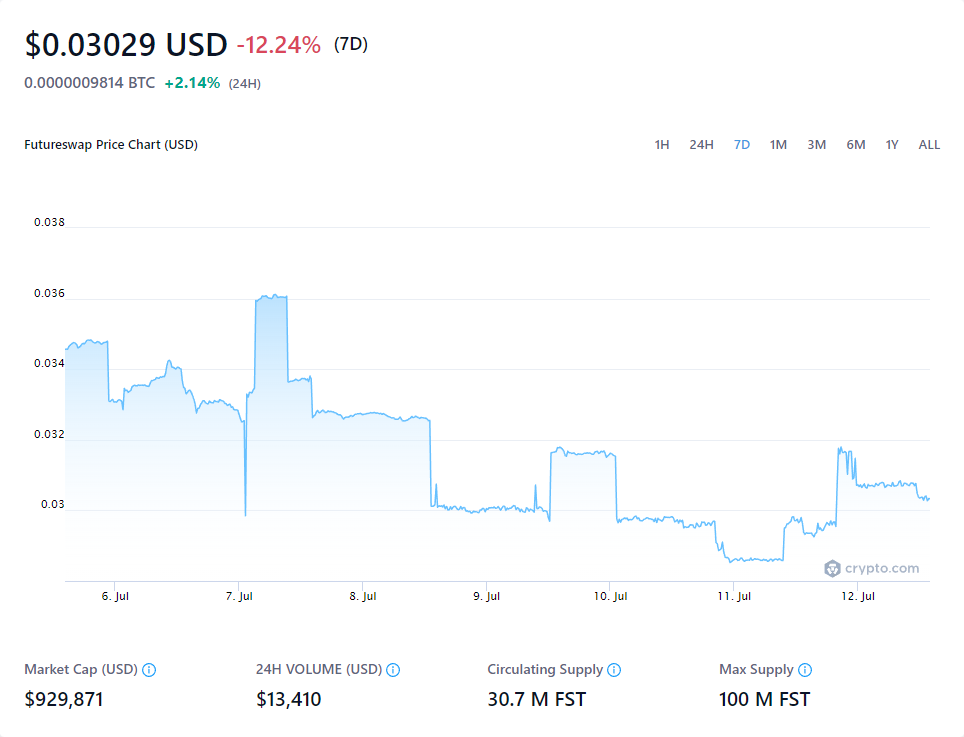 $0.03029 USD -12.24% (7D)
0.0000009814 BTC +2.14% (24H)
Futureswap Price Chart (USD) 1H 24H 7D 1M 3M 6M 1Y ALL
0.038
0.036
0.034
0.032
0.03
crypto.com
6. Jul 7. Jul 8. Jul 9. Jul 10. Jul 11. Jul 12. Jul
Market Cap (USD) 24H VOLUME (USD) Circulating Supply Max Supply
$929,871 $13,410 30.7 M FST 100 M FST